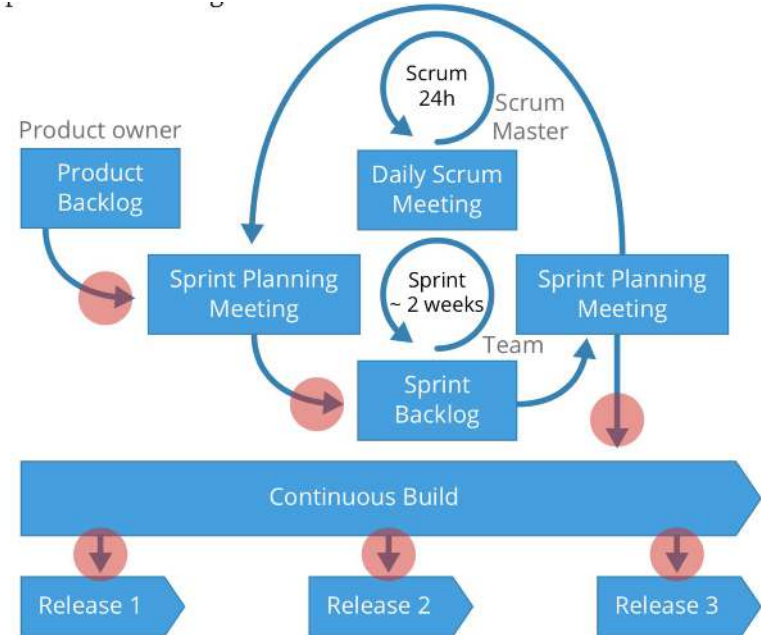 Scrum
24h
Scrum
Master
Product owner
Product
Backlog
Daily Scrum
Meeting
Sprint Planning
Meeting
Sprint
~ 2 weeks
Sprint Planning
Meeting
Team
Sprint
Backlog
Continuous Build
Release 1
Release 2
Release 3